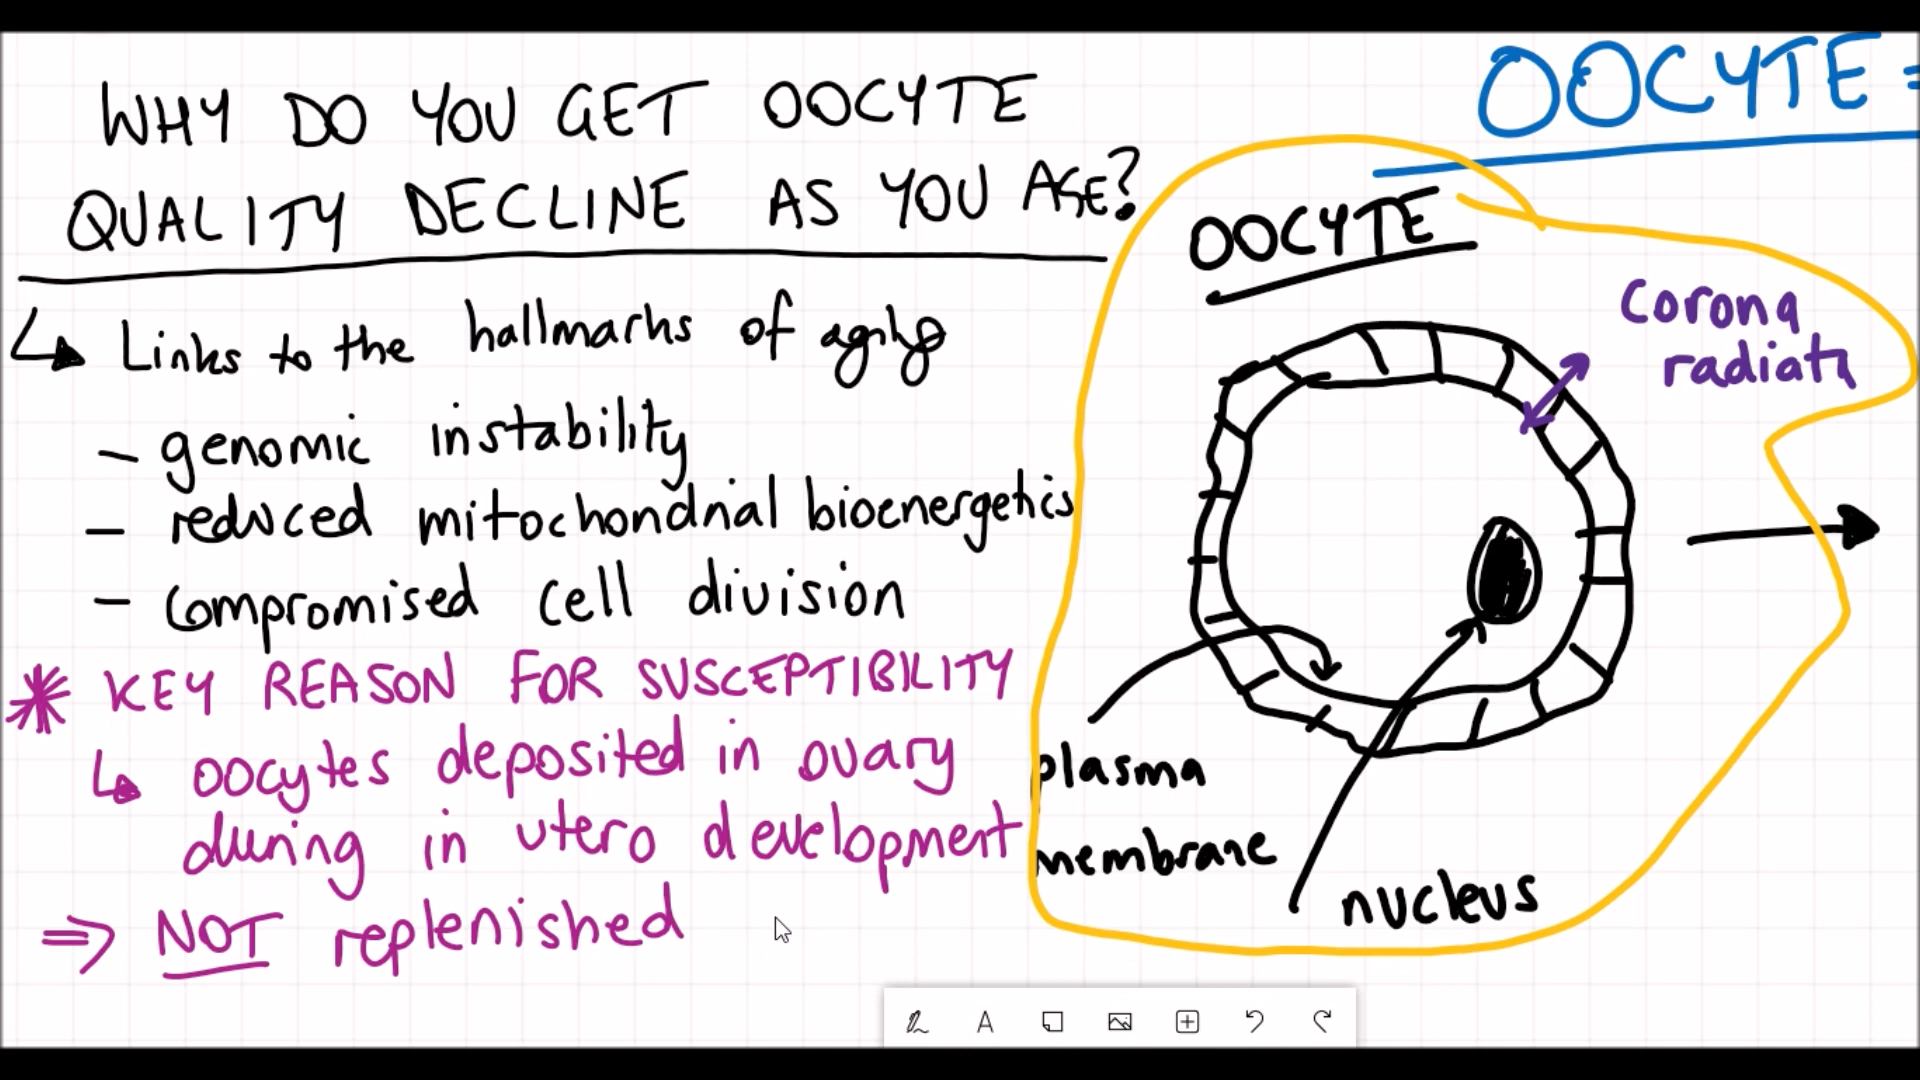 WHY DO YOU GET OOCYTE
QUALITY DECLINE AS YOU AGE?
Links to the hallmarks of aging
- genomic instability
- reduced mitochondrial bioenergetics
- compromised cell division
* KEY REASON FOR SUSCEPTIBILITY
↳ oocytes deposited in ovary
during in utero development
⇒ NOT replenished
OOCYTE =
OOCYTE
corona
radiata
plasma
membrane
nucleus
A